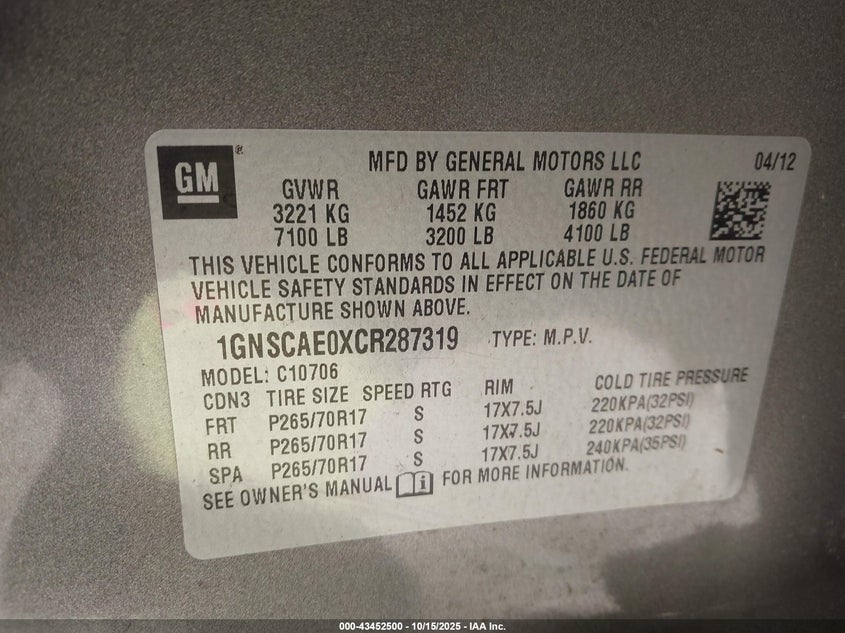 GM ®
MFD BY GENERAL MOTORS LLC 04/12
GVWR GAWR FRT GAWR RR
3221 KG 1452 KG 1860 KG
7100 LB 3200 LB 4100 LB
THIS VEHICLE CONFORMS TO ALL APPLICABLE U.S. FEDERAL MOTOR
VEHICLE SAFETY STANDARDS IN EFFECT ON THE DATE OF
MANUFACTURE SHOWN ABOVE.
1GNSCAE0XCR287319 TYPE: M.P.V.
MODEL: C10706
CDN3 TIRE SIZE SPEED RTG RIM COLD TIRE PRESSURE
FRT P265/70R17 S 17X7.5J 220KPA(32PSI)
RR P265/70R17 S 17X7.5J 220KPA(32PSI)
SPA P265/70R17 S 17X7.5J 240KPA(35PSI)
SEE OWNER'S MANUAL i FOR MORE INFORMATION.
000-43452500 - 10/15/2025 - IAA Inc.